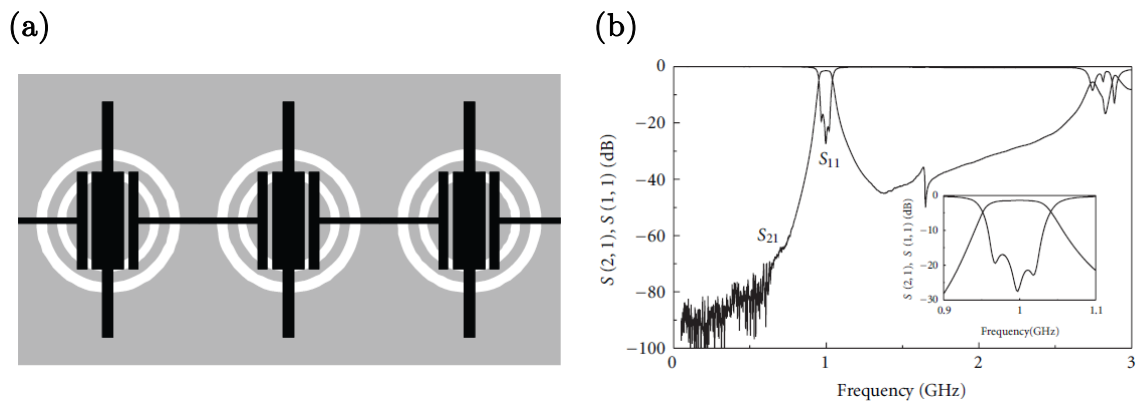 (a)
(b)
S (2, 1), S (1, 1) (dB)
0
−20
−40
−60
−80
−100
S11
S21
0
1
2
3
Frequency (GHz)
S (2, 1), S (1, 1) (dB)
0
−10
−20
−30
0.9
1
1.1
Frequency(GHz)